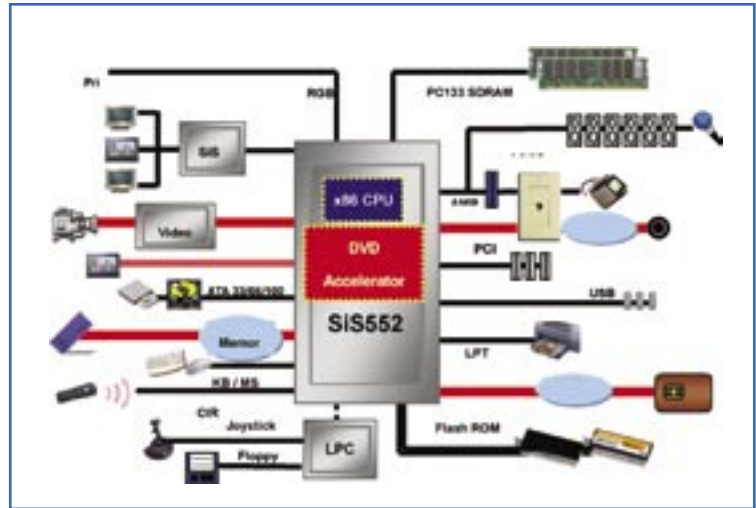 Pri
RGB
PC133 SDRAM
SiS
x86 CPU
Video
DVD
Accelerator
PCI
ATA 33/66/100
USB
SiS552
Memor
LPT
KB / MS
CIR
Joystick
Flash ROM
LPC
Floppy